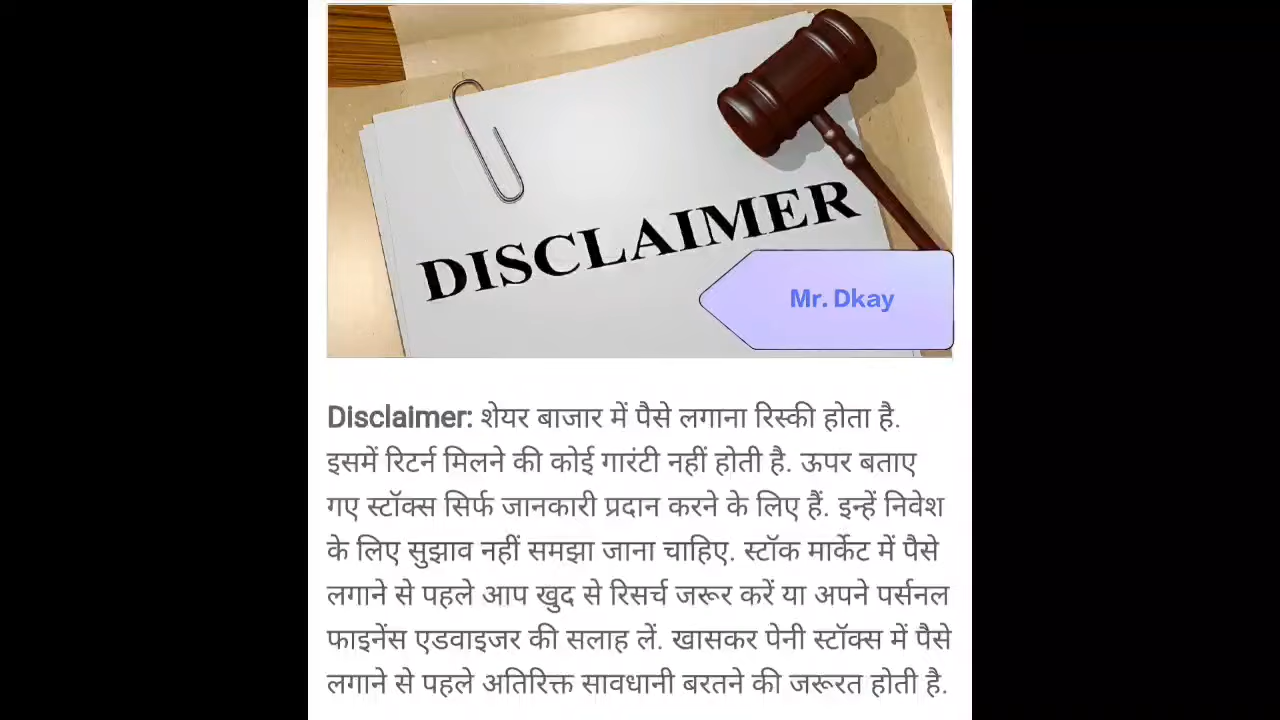 DISCLAIMER
Mr. Dkay
Disclaimer: शेयर बाजार में पैसे लगाना रिस्की होता है.
इसमें रिटर्न मिलने की कोई गारंटी नहीं होती है. ऊपर बताए
गए स्टॉक्स सिर्फ जानकारी प्रदान करने के लिए हैं. इन्हें निवेश
के लिए सुझाव नहीं समझा जाना चाहिए. स्टॉक मार्केट में पैसे
लगाने से पहले आप खुद से रिसर्च जरूर करें या अपने पर्सनल
फाइनेंस एडवाइजर की सलाह लें. खासकर पेनी स्टॉक्स में पैसे
लगाने से पहले अतिरिक्त सावधानी बरतने की जरूरत होती है.